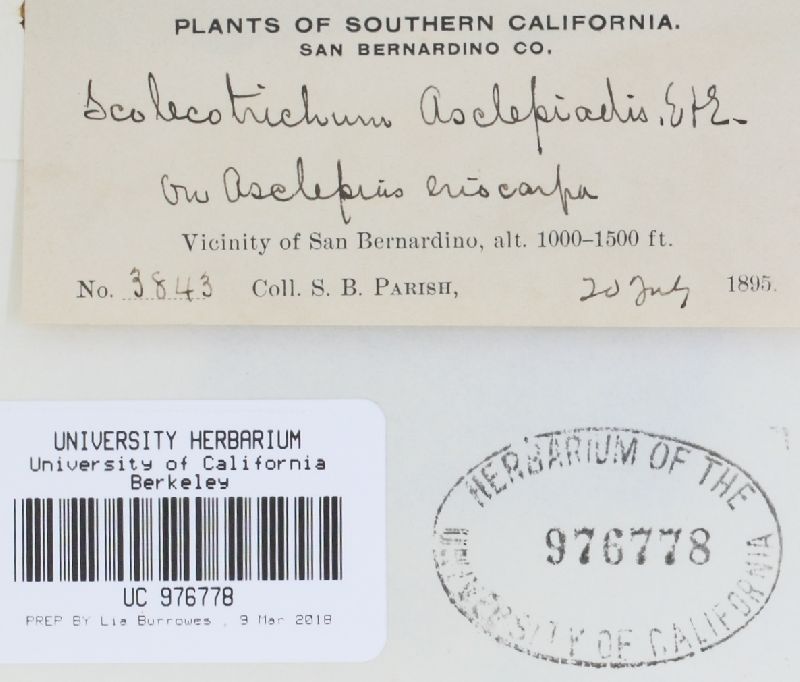 PLANTS OF SOUTHERN CALIFORNIA.
SAN BERNARDINO CO.
Scolecotrichum Asclepiadis. E&E-
on Asclepias eriocarpa
Vicinity of San Bernardino, alt. 1000–1500 ft.
No. 3843 Coll. S. B. PARISH, 20 July 1895.
UNIVERSITY HERBARIUM
University of California
Berkeley
UC 976778
PREP BY Lia Burrowes , 9 Mar 2018
HERBARIUM OF THE
976778
UNIVERSITY OF CALIFORNIA